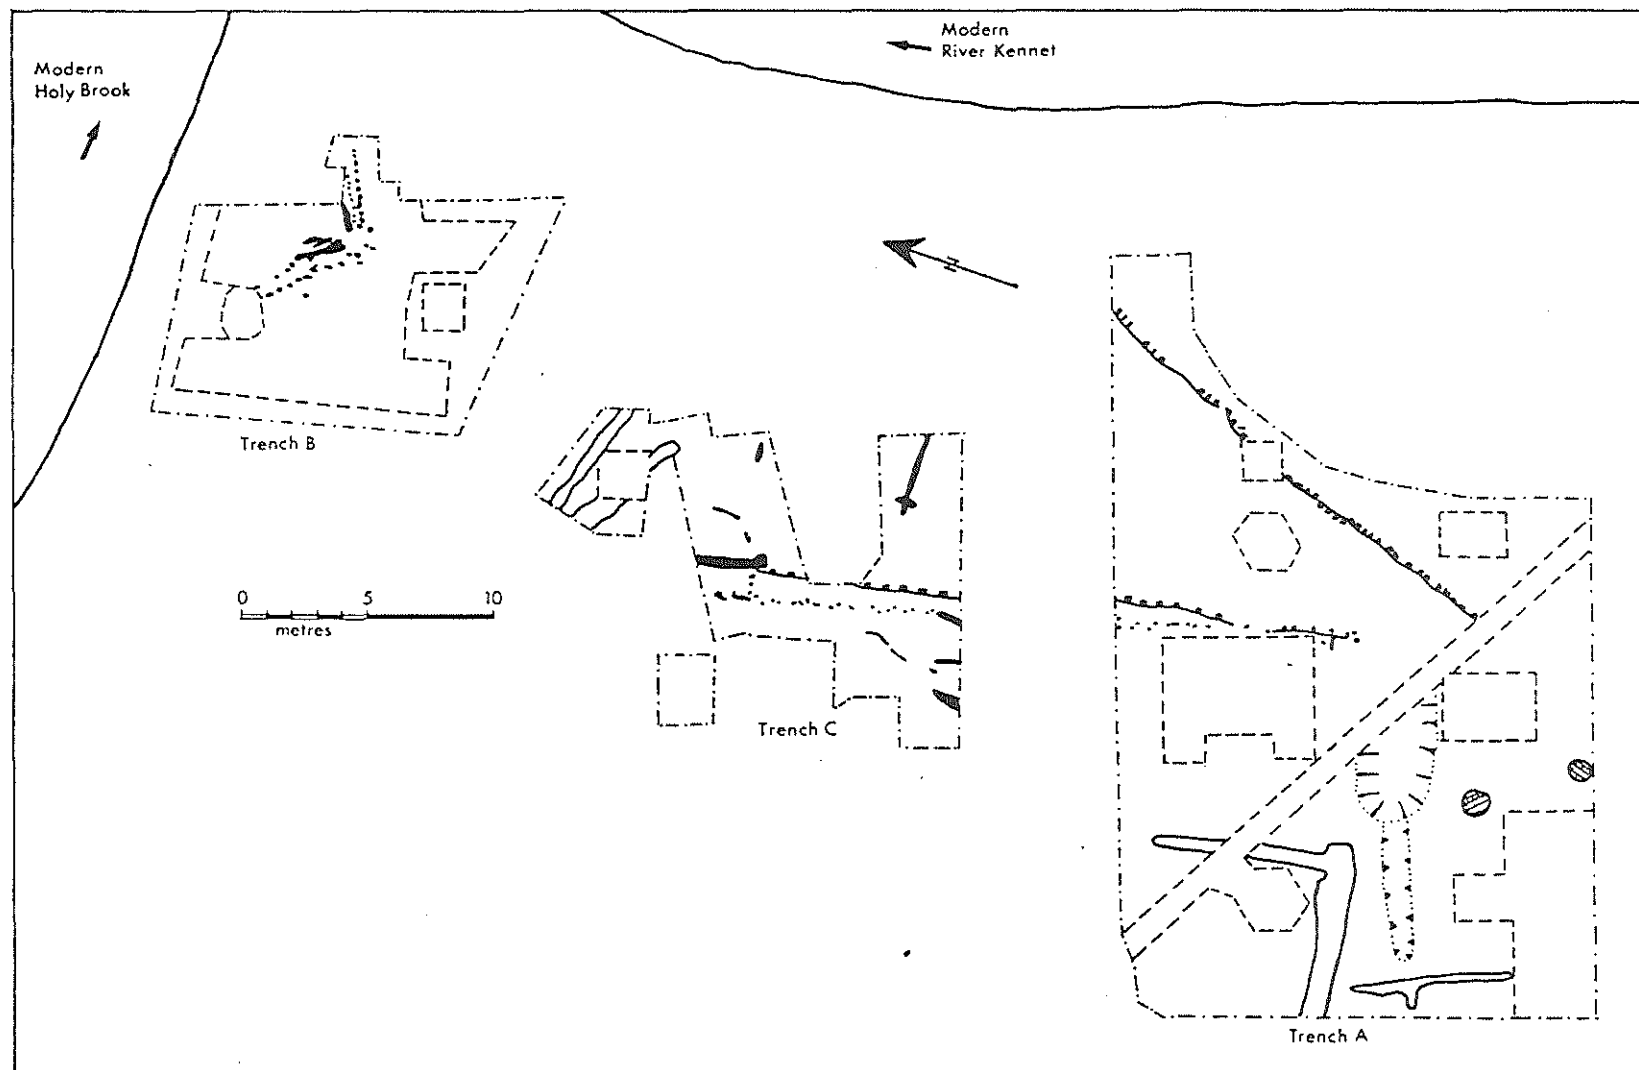 Modern
River Kennet
Modern
Holy Brook
N
Trench B
0 5 10
metres
Trench C
Trench A